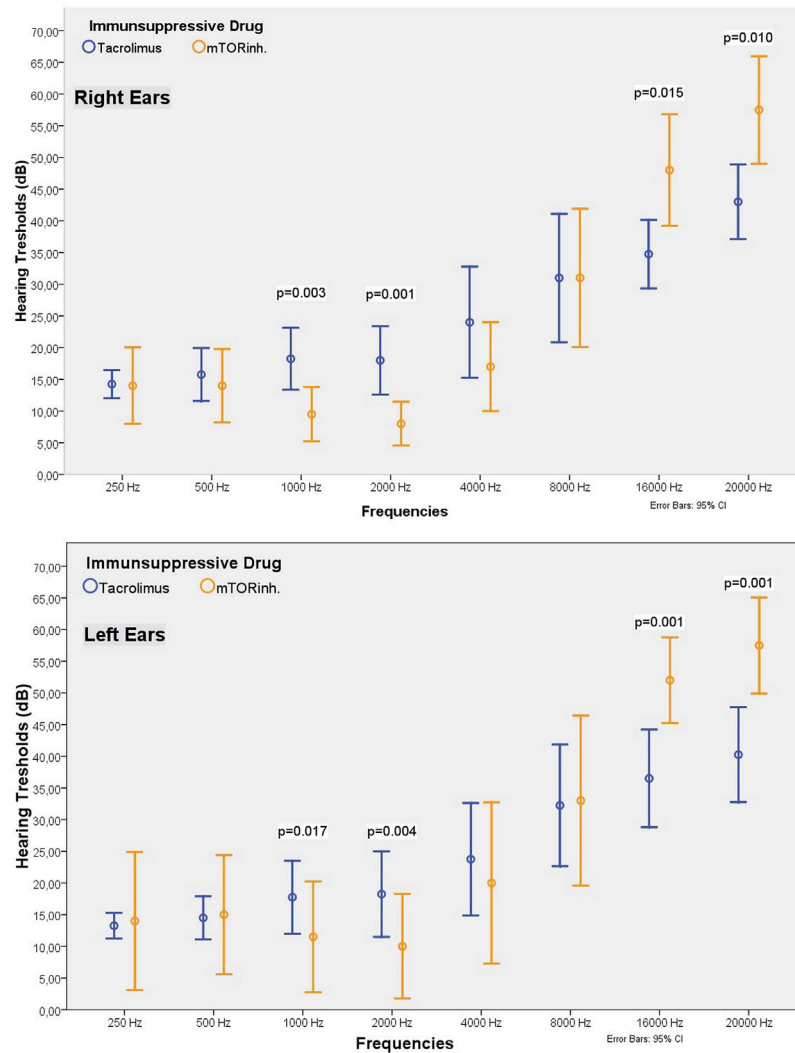 Immunsuppressive Drug
Tacrolimus mTORinh.
Right Ears
p=0.003
p=0.001
p=0.015
p=0.010
Hearing Tresholds (dB)
70,00
65,00
60,00
55,00
50,00
45,00
40,00
35,00
30,00
25,00
20,00
15,00
10,00
5,00
0,00
250 Hz 500 Hz 1000 Hz 2000 Hz 4000 Hz 8000 Hz 16000 Hz 20000 Hz
Frequencies
Error Bars: 95% CI
Immunsuppressive Drug
Tacrolimus mTORinh.
Left Ears
p=0.017
p=0.004
p=0.001
p=0.001
Hearing Tresholds (dB)
70,00
65,00
60,00
55,00
50,00
45,00
40,00
35,00
30,00
25,00
20,00
15,00
10,00
5,00
0,00
250 Hz 500 Hz 1000 Hz 2000 Hz 4000 Hz 8000 Hz 16000 Hz 20000 Hz
Frequencies
Error Bars: 95% CI